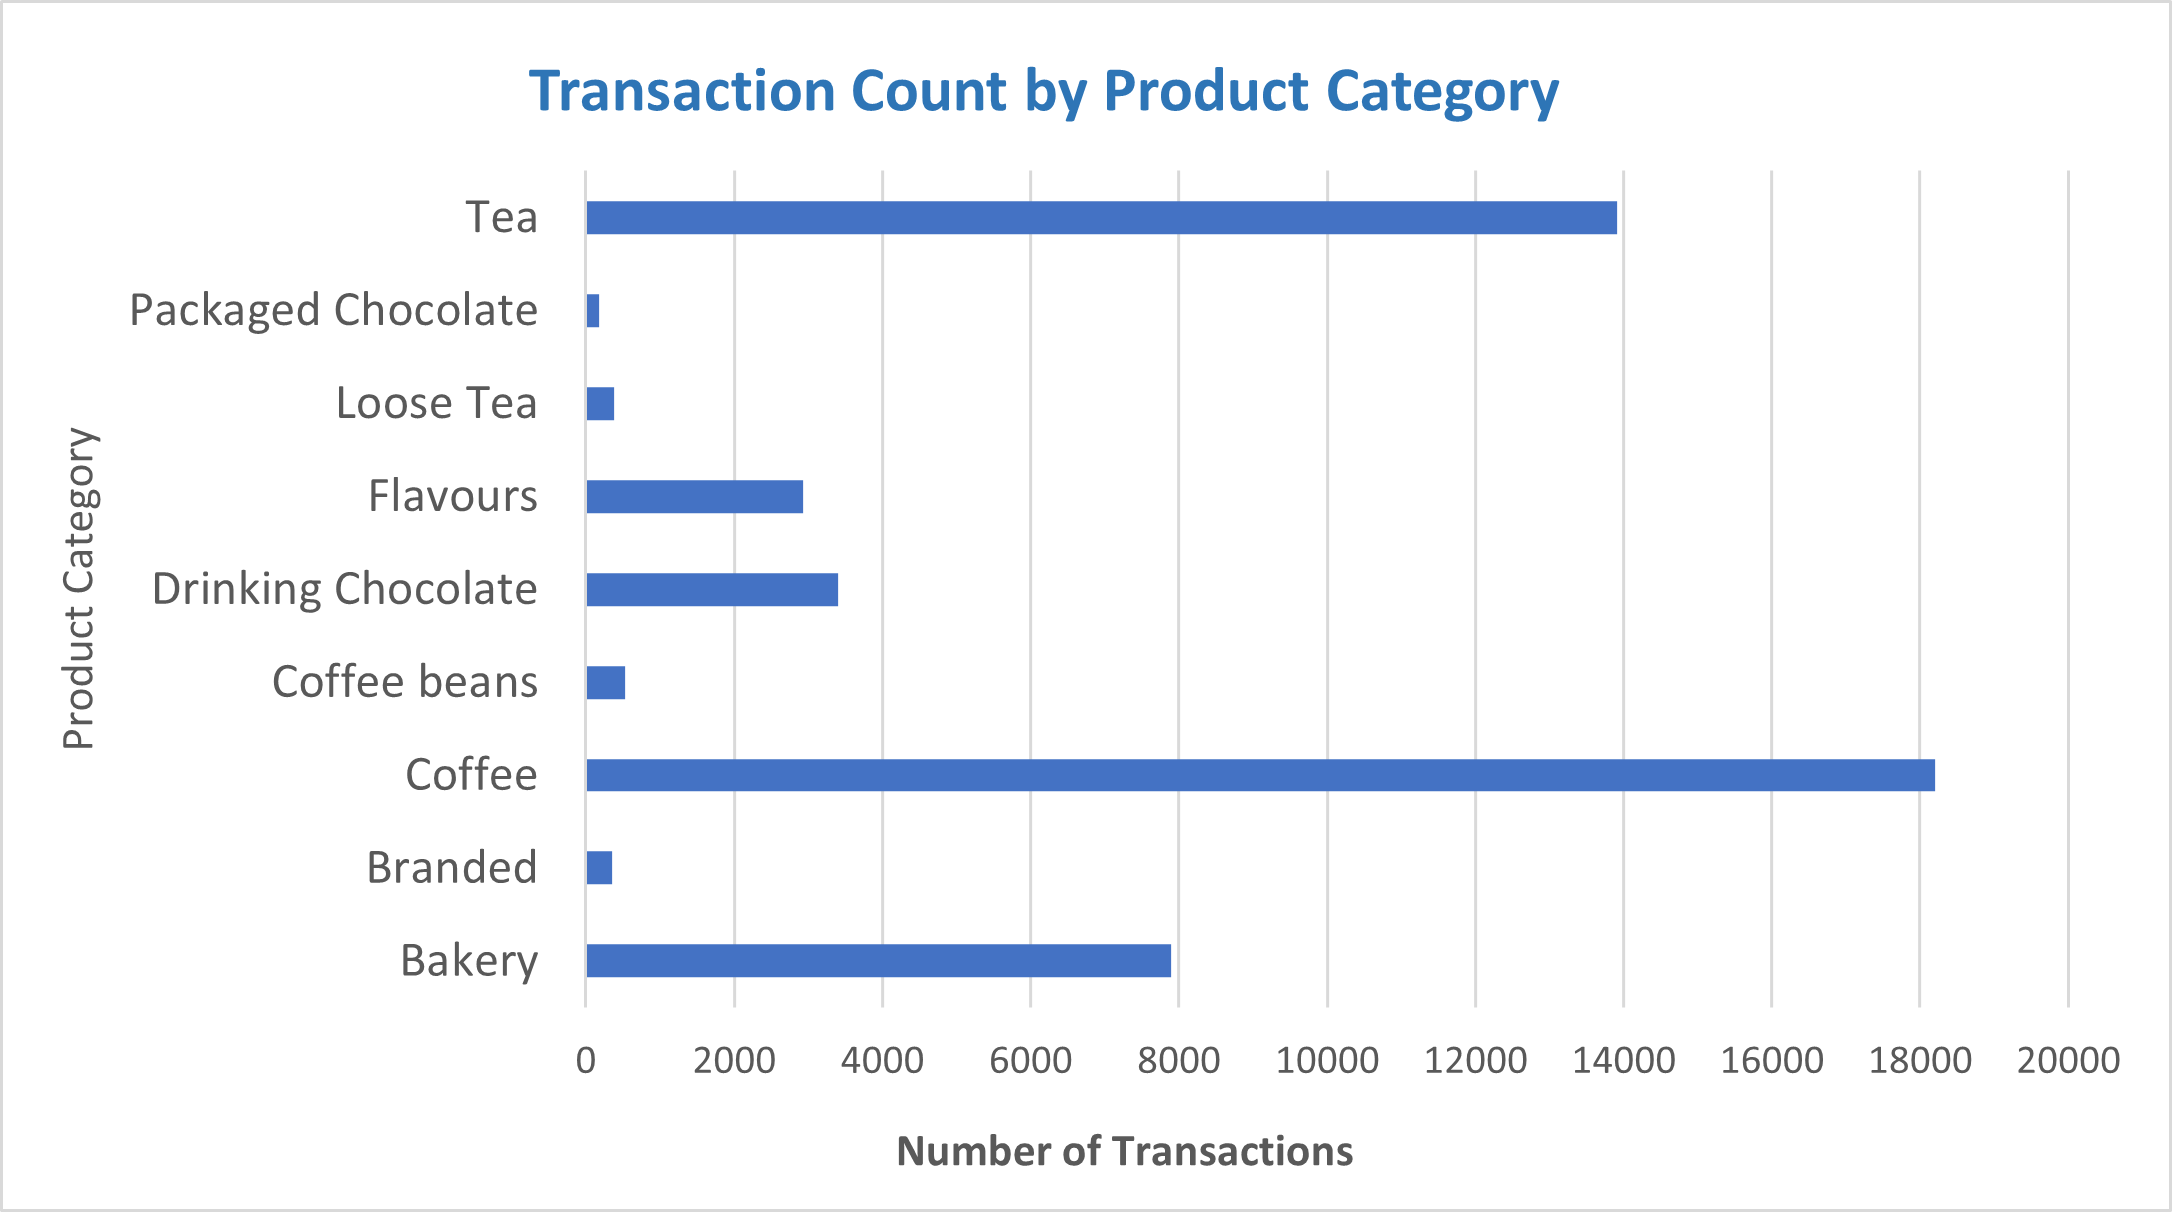 Transaction Count by Product Category
Product Category
Tea
Packaged Chocolate
Loose Tea
Flavours
Drinking Chocolate
Coffee beans
Coffee
Branded
Bakery
0 2000 4000 6000 8000 10000 12000 14000 16000 18000 20000
Number of Transactions